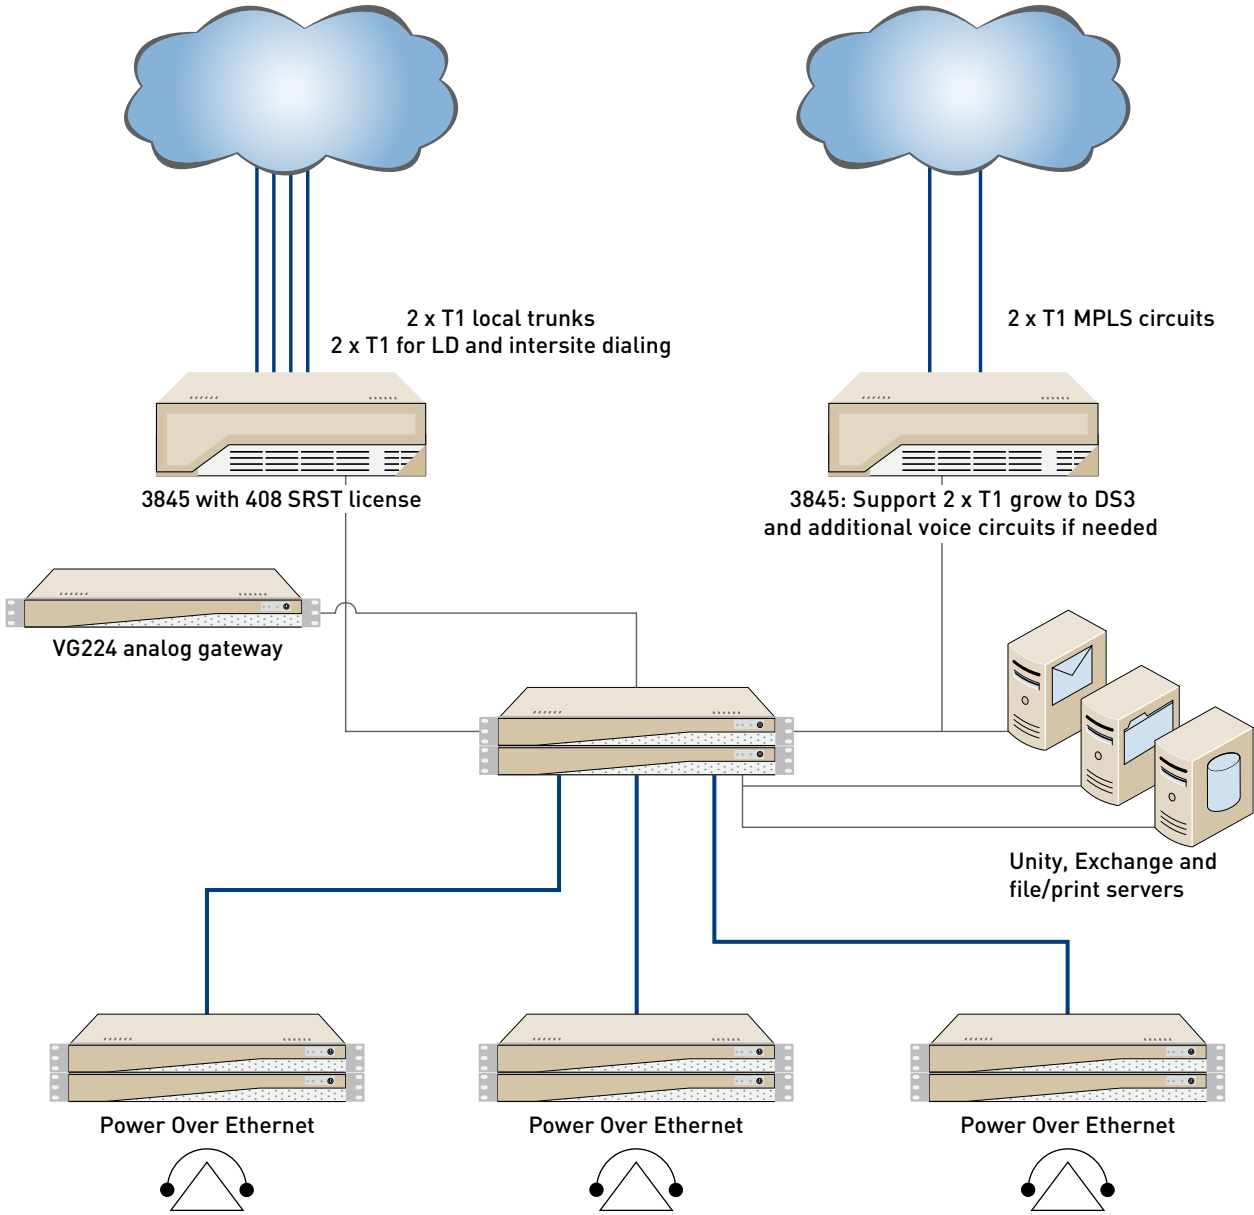 2 x T1 local trunks
2 x T1 for LD and intersite dialing
2 x T1 MPLS circuits
3845 with 408 SRST license
3845: Support 2 x T1 grow to DS3
and additional voice circuits if needed
VG224 analog gateway
Unity, Exchange and
file/print servers
Power Over Ethernet
Power Over Ethernet
Power Over Ethernet